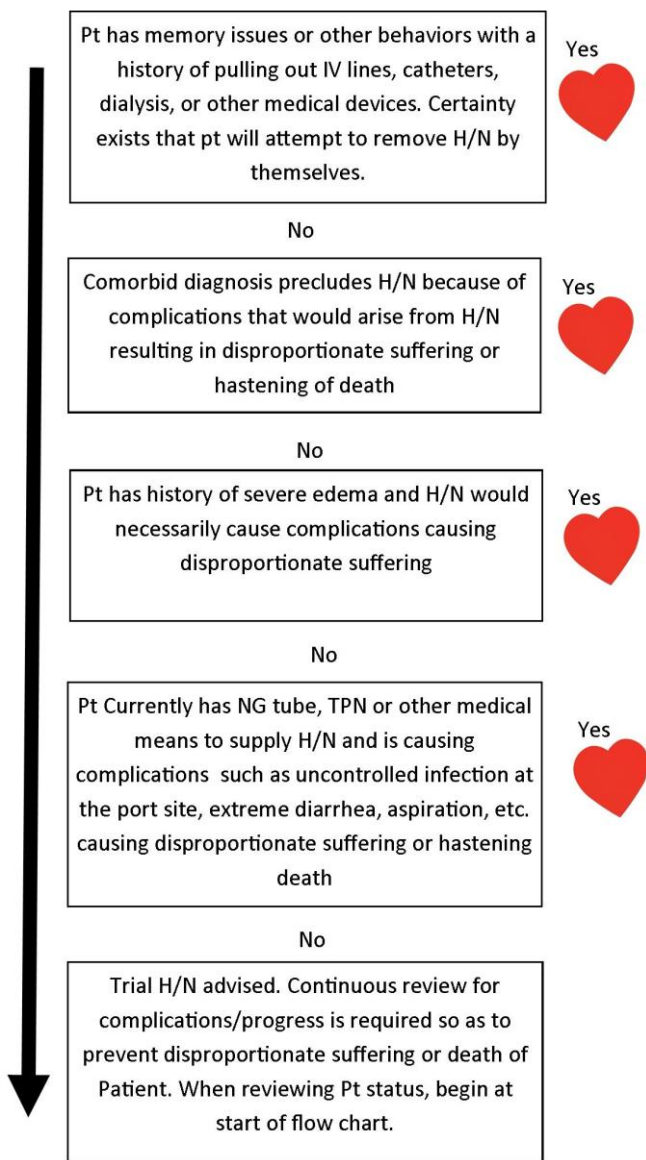 Pt has memory issues or other behaviors with a
Yes
history of pulling out IV lines, catheters,
dialysis, or other medical devices. Certainty
exists that pt will attempt to remove H/N by
themselves.
No
Comorbid diagnosis precludes H/N because of
Yes
complications that would arise from H/N
resulting in disproportionate suffering or
hastening of death
No
Pt has history of severe edema and H/N would
Yes
necessarily cause complications causing
disproportionate suffering
No
Pt Currently has NG tube, TPN or other medical
Yes
means to supply H/N and is causing
complications such as uncontrolled infection at
the port site, extreme diarrhea, aspiration, etc.
causing disproportionate suffering or hastening
death
No
Trial H/N advised. Continuous review for
complications/progress is required so as to
prevent disproportionate suffering or death of
Patient. When reviewing Pt status, begin at
start of flow chart.